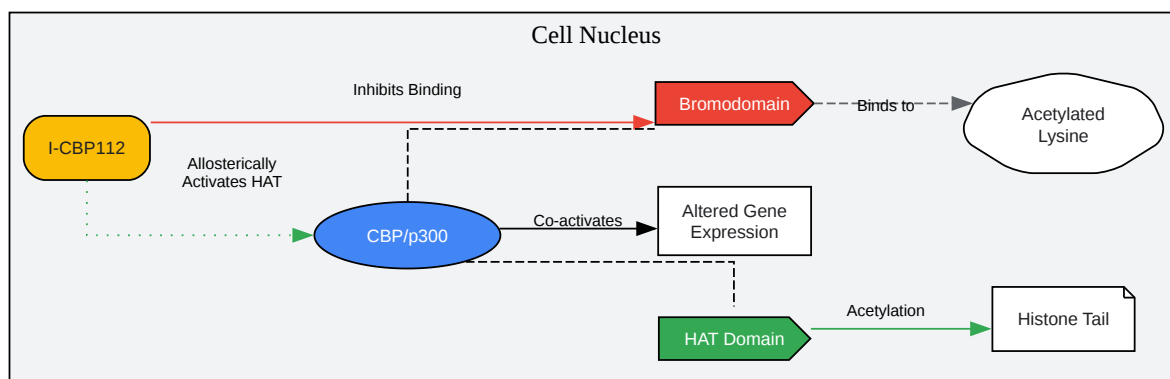 Cell Nucleus
Inhibits Binding
Bromodomain
Binds to
Acetylated
Lysine
I-CBP112
Allosterically
Activates HAT
CBP/p300
Co-activates
Altered Gene
Expression
HAT Domain
Acetylation
Histone Tail